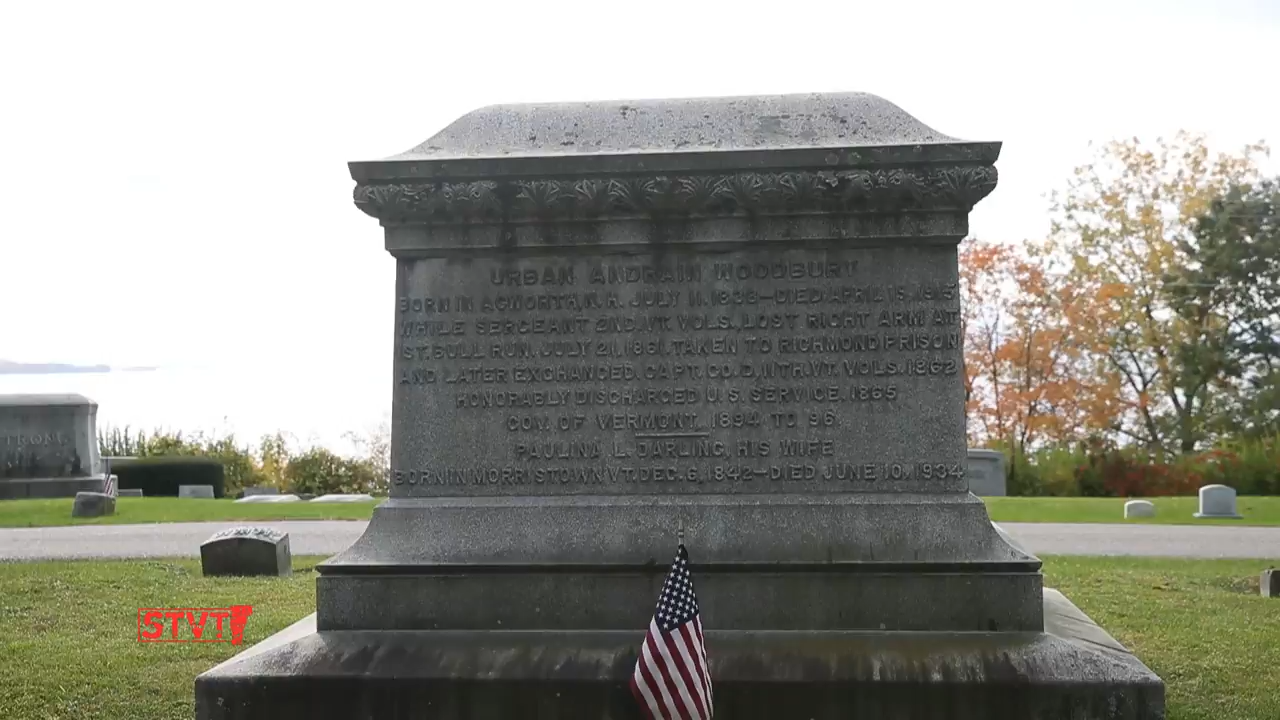 URBAN ANDRAIN WOODBURY
BORN IN ACWORTH, N.H. JULY 11, 1838—DIED APRIL 15, 1915
WHILE SERGEANT 2ND. VT. VOLS., LOST RIGHT ARM AT
1ST. BULL RUN, JULY 21, 1861. TAKEN TO RICHMOND PRISON
AND LATER EXCHANGED. CAPT. CO. D, 11TH. VT. VOLS. 1862
HONORABLY DISCHARGED U.S. SERVICE. 1865
GOV. OF VERMONT, 1894 TO 96
PAULINA L. DARLING, HIS WIFE
BORN IN MORRISTOWN VT. DEC. 6, 1842—DIED JUNE 10, 1934
TRONG
STVT